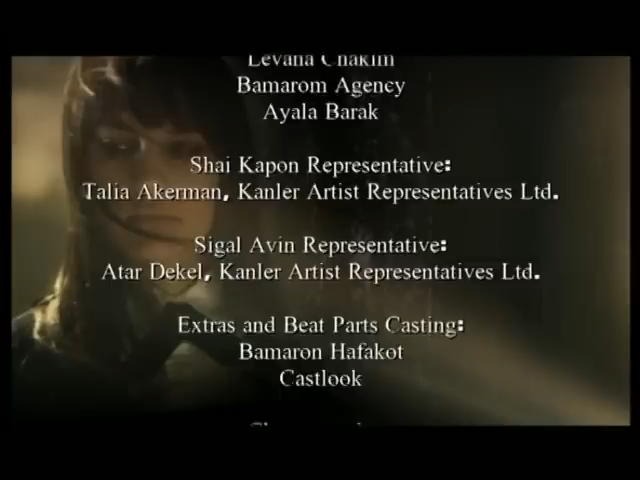 Levana Chakim
Bamarom Agency
Ayala Barak
Shai Kapon Representative:
Talia Akerman, Kanler Artist Representatives Ltd.
Sigal Avin Representative:
Atar Dekel, Kanler Artist Representatives Ltd.
Extras and Beat Parts Casting:
Bamaron Hafakot
Castlook